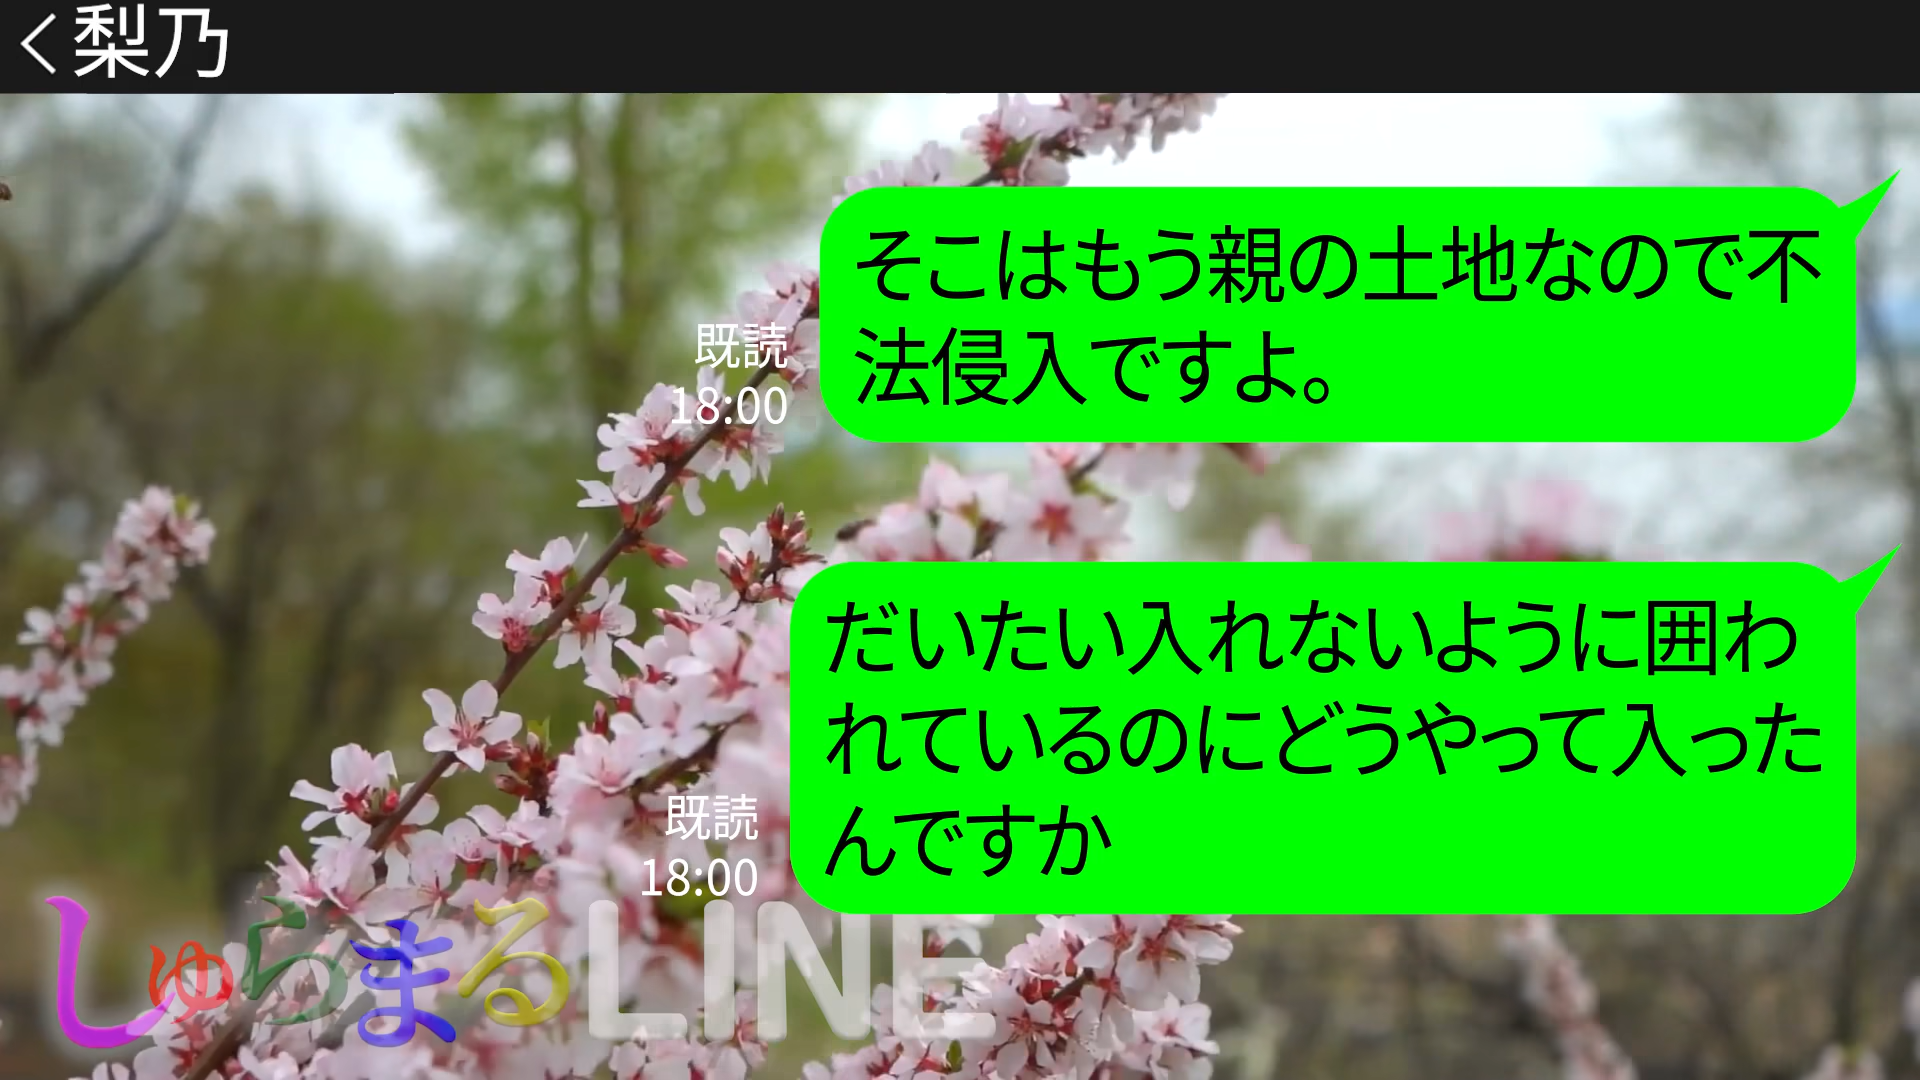 梨乃
そこはもう親の土地なので不
法侵入ですよ。
既読
18:00
だいたい入れないように囲わ
れているのにどうやって入った
んですか
既読
18:00
しゅらまるLINE